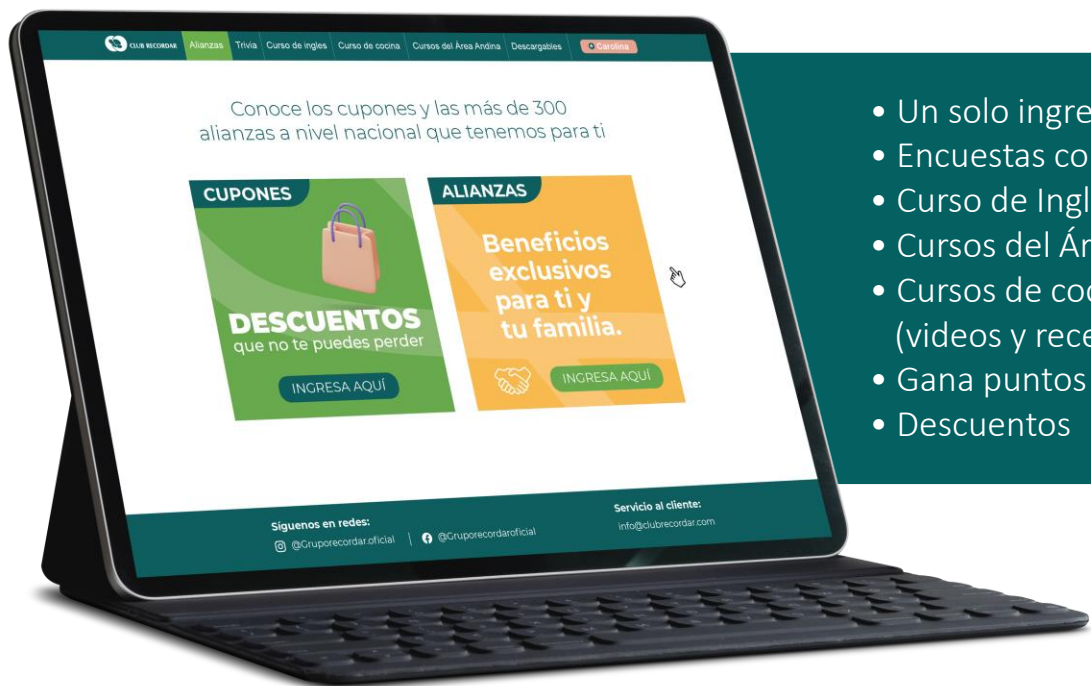 CLUB RECORDAR
Alianzas
Trivia
Curso de ingles
Curso de cocina
Cursos del Área Andina
Descargables
Carolina
Conoce los cupones y las más de 300
alianzas a nivel nacional que tenemos para ti
CUPONES
DESCUENTOS
que no te puedes perder
INGRESA AQUÍ
ALIANZAS
Beneficios
exclusivos
para ti y
tu familia.
INGRESA AQUÍ
Síguenos en redes:
@Gruporecordar.oficial | @Gruporecordaroficial
Servicio al cliente:
info@clubrecordar.com
• Un solo ingre
• Encuestas co
• Curso de Ingl
• Cursos del Ár
• Cursos de coc
(videos y rece
• Gana puntos
• Descuentos